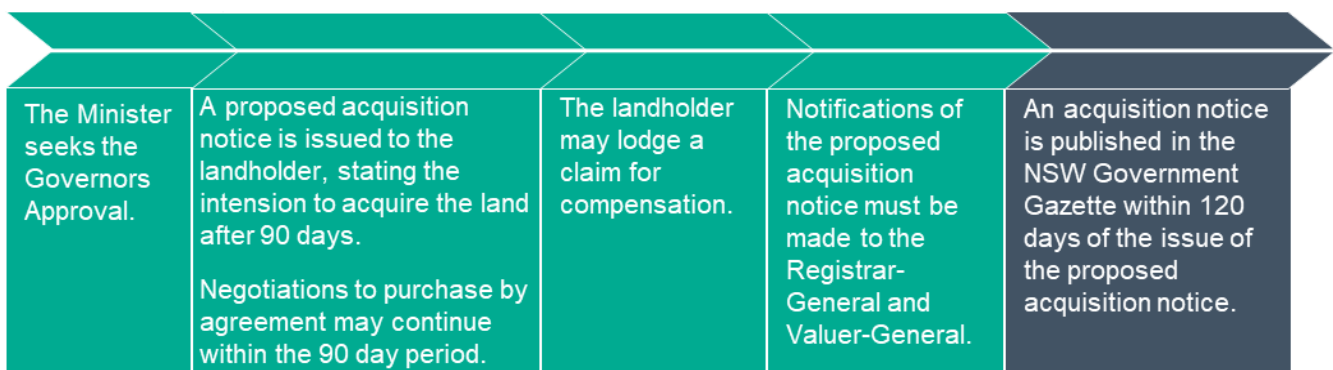 The Minister
seeks the
Governors
Approval.
A proposed acquisition
notice is issued to the
landholder, stating the
intension to acquire the land
after 90 days.
Negotiations to purchase by
agreement may continue
within the 90 day period.
The landholder
may lodge a
claim for
compensation.
Notifications of
the proposed
acquisition
notice must be
made to the
Registrar-
General and
Valuer-General.
An acquisition notice
is published in the
NSW Government
Gazette within 120
days of the issue of
the proposed
acquisition notice.